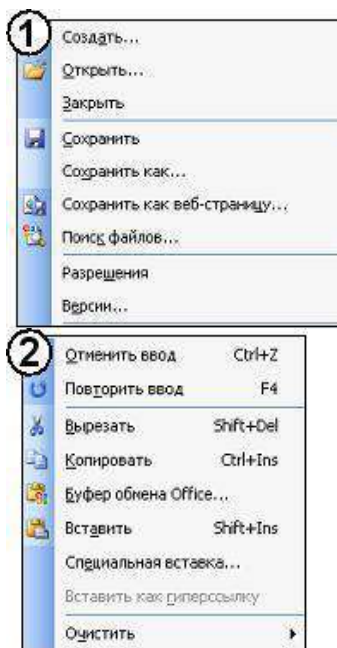 1
Создать...
Открыть...
Закрыть
Сохранить
Сохранить как...
Сохранить как веб-страницу...
Поиск файлов...
Разрешения
Версии...
2
Отменить ввод Ctrl+Z
Повторить ввод F4
Вырезать Shift+Del
Копировать Ctrl+Ins
Буфер обмена Office...
Вставить Shift+Ins
Специальная вставка...
Вставить как гиперссылку
Очистить